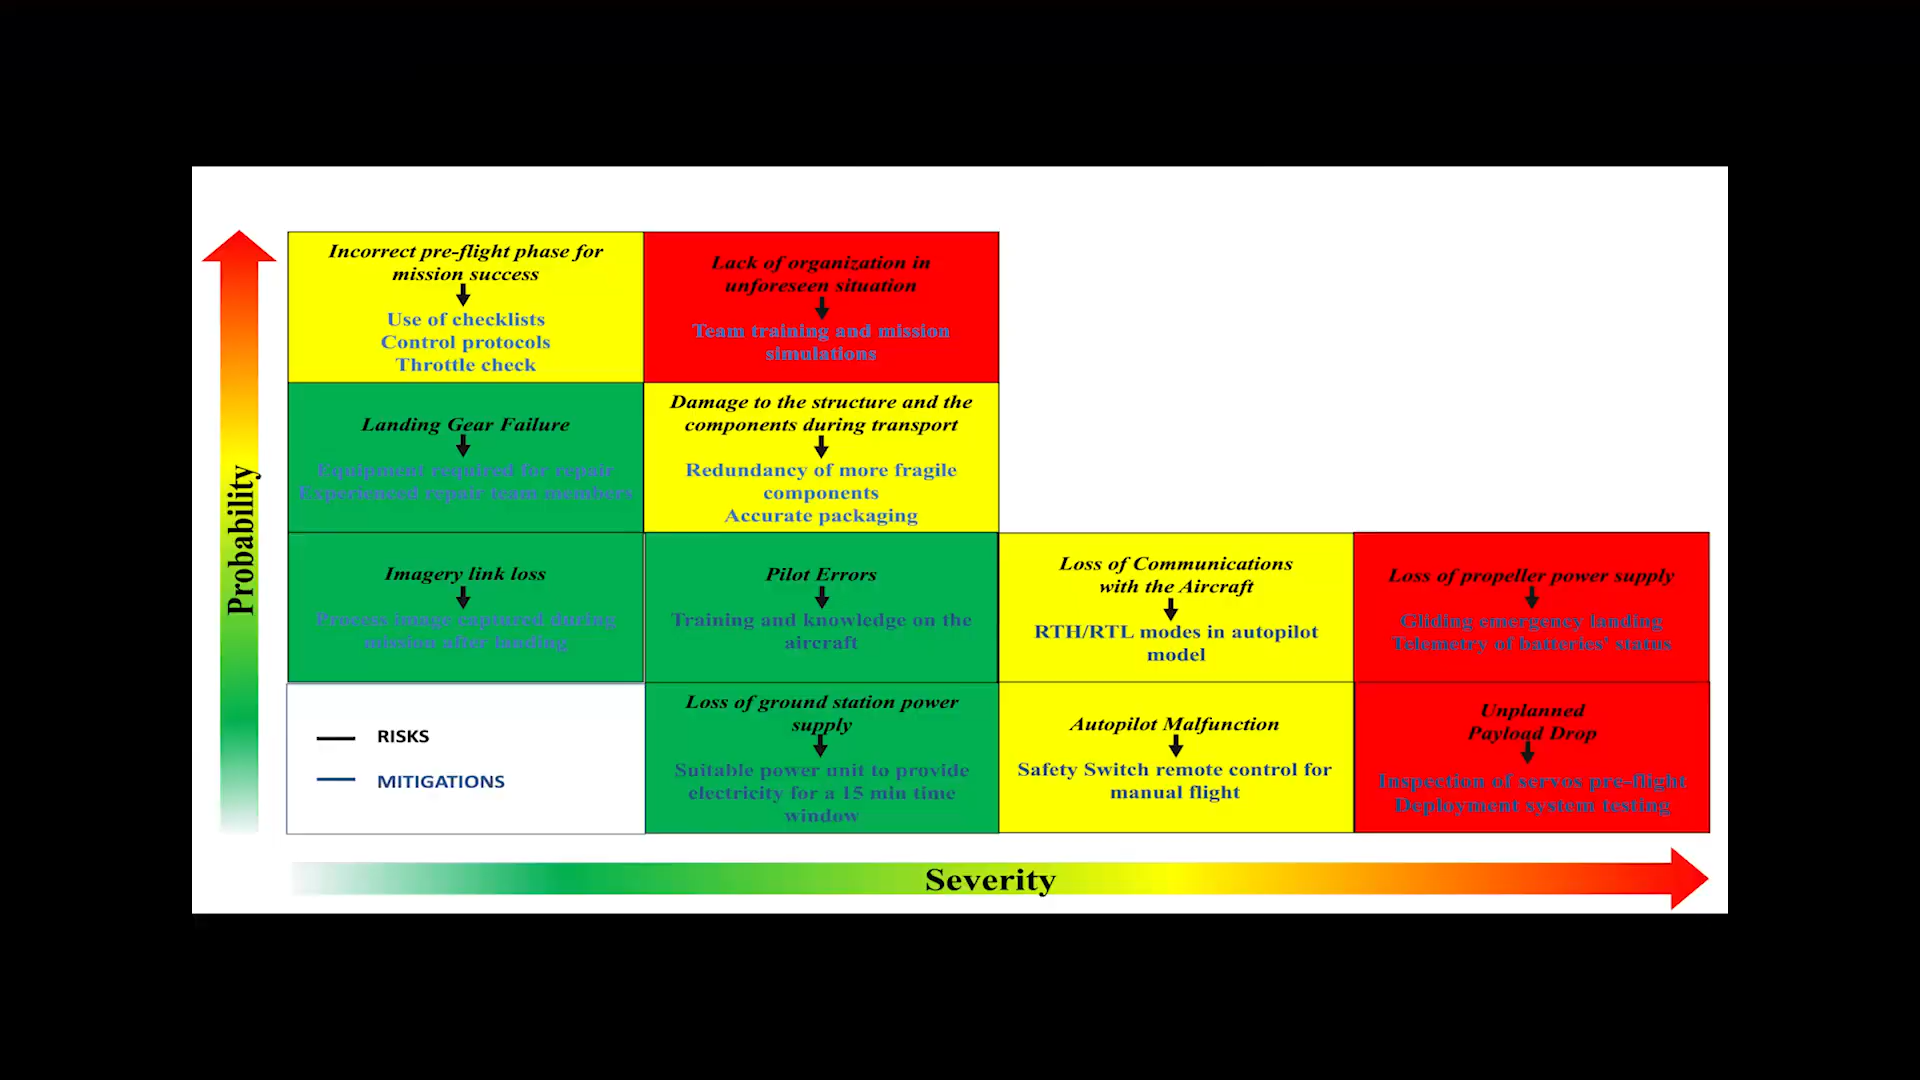 Incorrect pre-flight phase for
mission success
Use of checklists
Control protocols
Throttle check
Lack of organization in
unforeseen situation
Team training and mission
simulations
Landing Gear Failure
Equipment required for repair
Experienced repair team members
Damage to the structure and the
components during transport
Redundancy of more fragile
components
Accurate packaging
Imagery link loss
Process image captured during
mission after landing
Pilot Errors
Training and knowledge on the
aircraft
Loss of Communications
with the Aircraft
RTH/RTL modes in autopilot
model
Loss of propeller power supply
Gliding emergency landing
Telemetry of batteries' status
RISKS
MITIGATIONS
Loss of ground station power
supply
Suitable power unit to provide
electricity for a 15 min time
window
Autopilot Malfunction
Safety Switch remote control for
manual flight
Unplanned
Payload Drop
Inspection of servos pre-flight
Deployment system testing
Probability
Severity